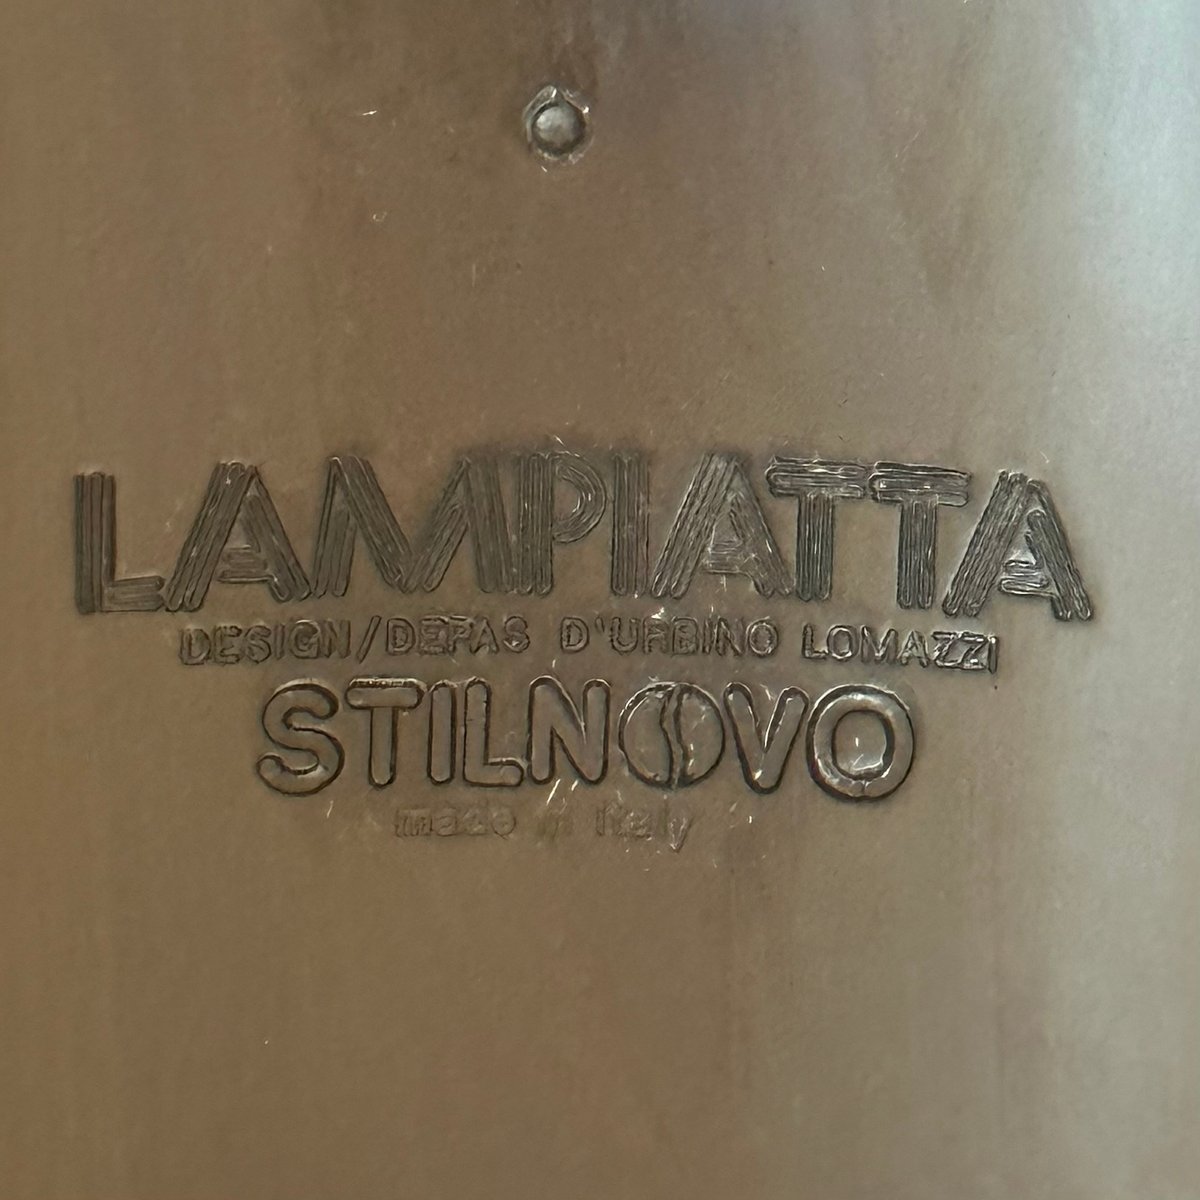 LAMPIATTA
DESIGN/DEPAS D'URBINO LOMAZZI
STILNOVO
made in Italy